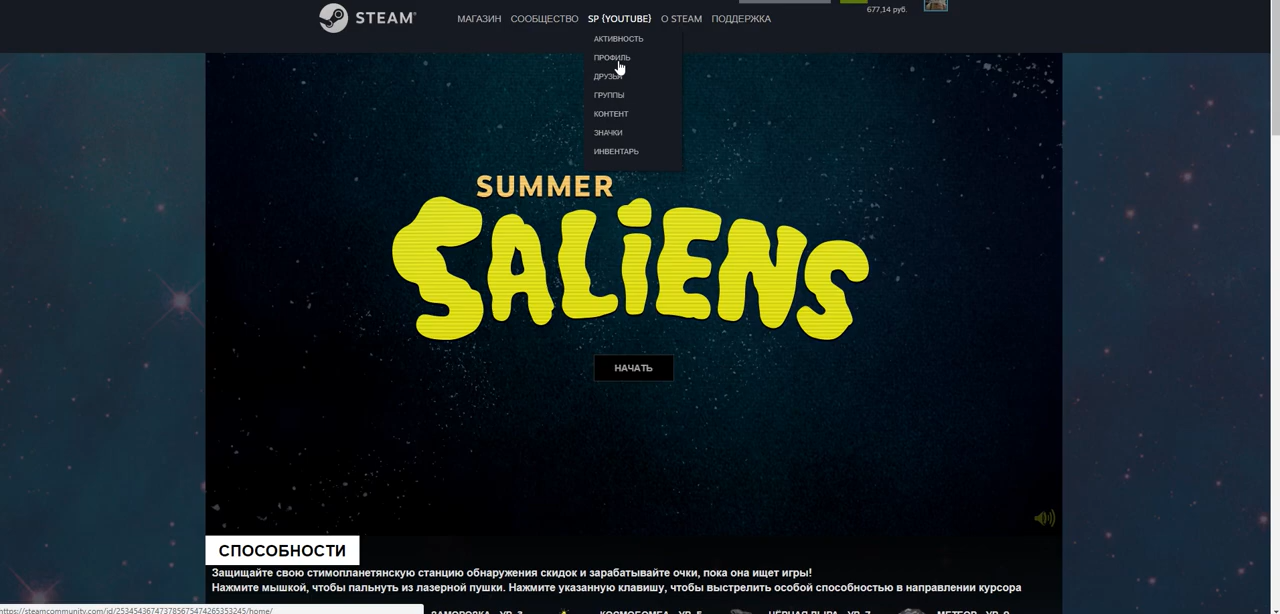 STEAM®
МАГАЗИН СООБЩЕСТВО SP {YOUTUBE} О STEAM ПОДДЕРЖКА
677,14 руб.
АКТИВНОСТЬ
ПРОФИЛЬ
ДРУЗЬЯ
ГРУППЫ
КОНТЕНТ
ЗНАЧКИ
ИНВЕНТАРЬ
SUMMER
SALiENS
НАЧАТЬ
СПОСОБНОСТИ
Защищайте свою стимопланетянскую станцию обнаружения скидок и зарабатывайте очки, пока она ищет игры!
Нажмите мышкой, чтобы пальнуть из лазерной пушки. Нажмите указанную клавишу, чтобы выстрелить особой способностью в направлении курсора